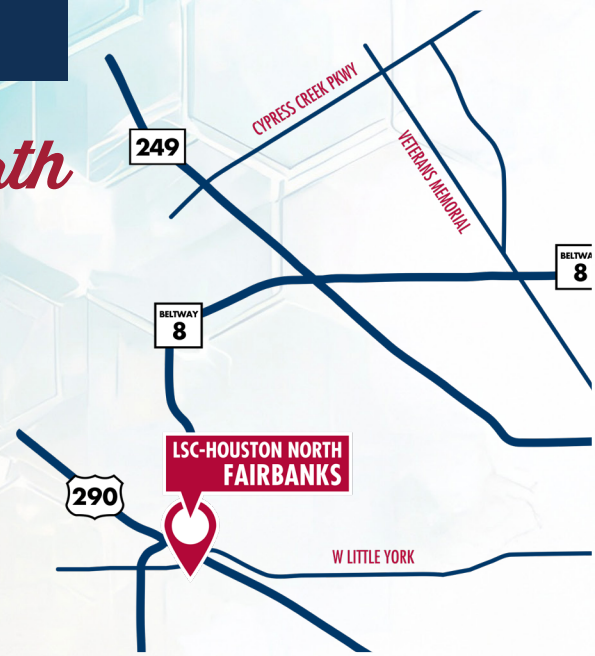 CYPRESS CREEK PKWY
249
VETERANS MEMORIAL
BELTWAY
8
BELTWAY
8
LSC-HOUSTON NORTH
FAIRBANKS
290
W LITTLE YORK